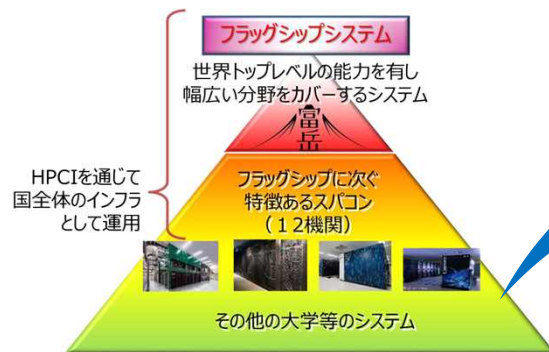 フラッグシップシステム
世界トップレベルの能力を有し
幅広い分野をカバーするシステム
富岳
HPCIを通じて
国全体のインフラ
として運用
フラッグシップに次ぐ
特徴あるスパコン
(12機関)
その他の大学等のシステム